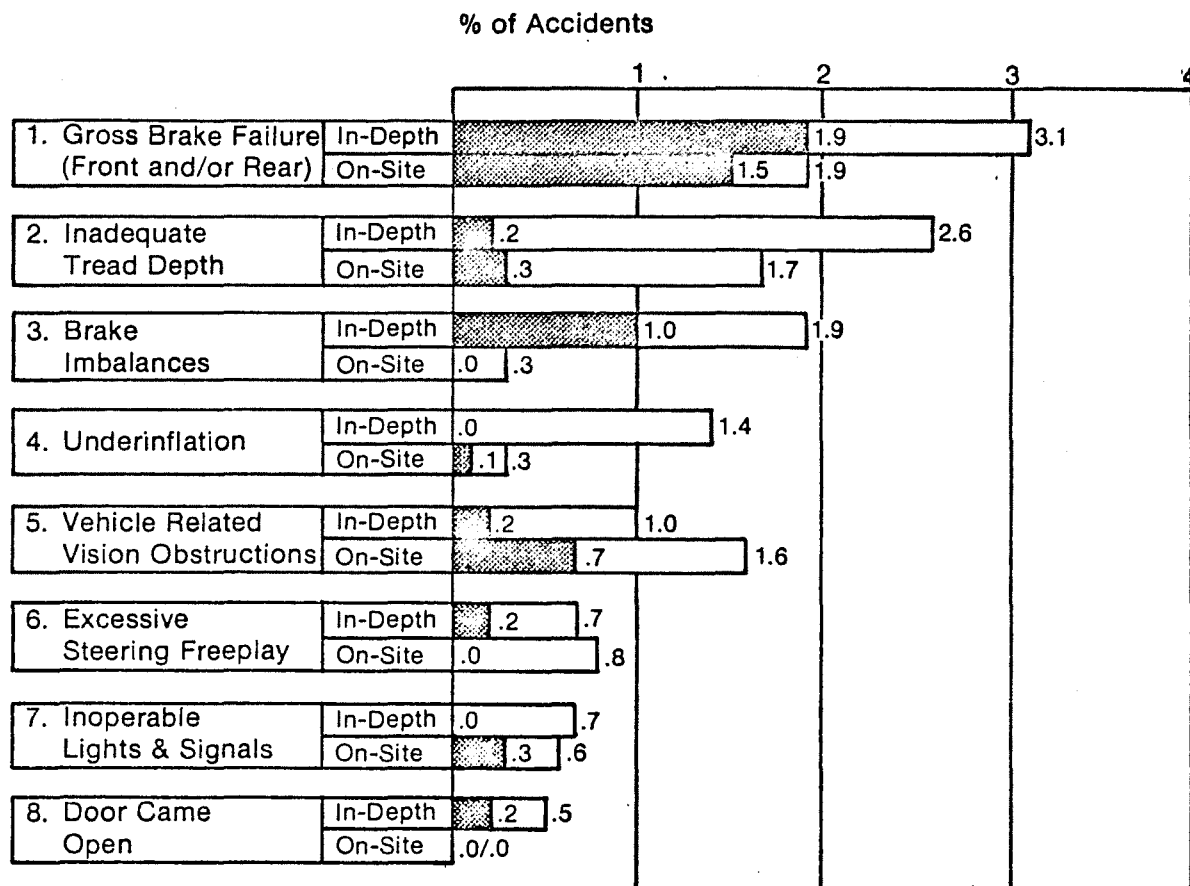 % of Accidents
1 2 3 4
1. Gross Brake Failure In-Depth 1.9 3.1
(Front and/or Rear) On-Site 1.5 1.9
2. Inadequate In-Depth .2 2.6
Tread Depth On-Site .3 1.7
3. Brake In-Depth 1.0 1.9
Imbalances On-Site .0 .3
4. Underinflation
In-Depth .0 1.4
On-Site .1 .3
5. Vehicle Related In-Depth .2 1.0
Vision Obstructions On-Site .7 1.6
6. Excessive In-Depth .2 .7
Steering Freeplay On-Site .0 .8
7. Inoperable In-Depth .0 .7
Lights & Signals On-Site .3 .6
8. Door Came In-Depth .2 .5
Open On-Site .0/.0